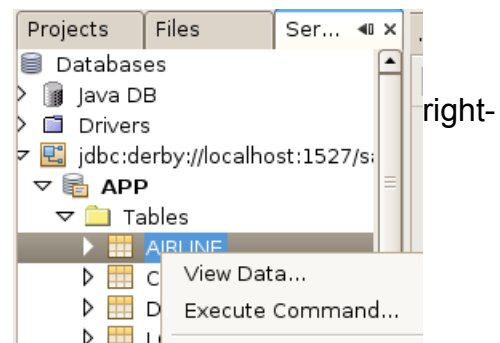 Projects Files Ser...
Databases
Java DB
right-
Drivers
jdbc:derby://localhost:1527/s
APP
Tables
AIRLINE
C View Data...
D Execute Command...